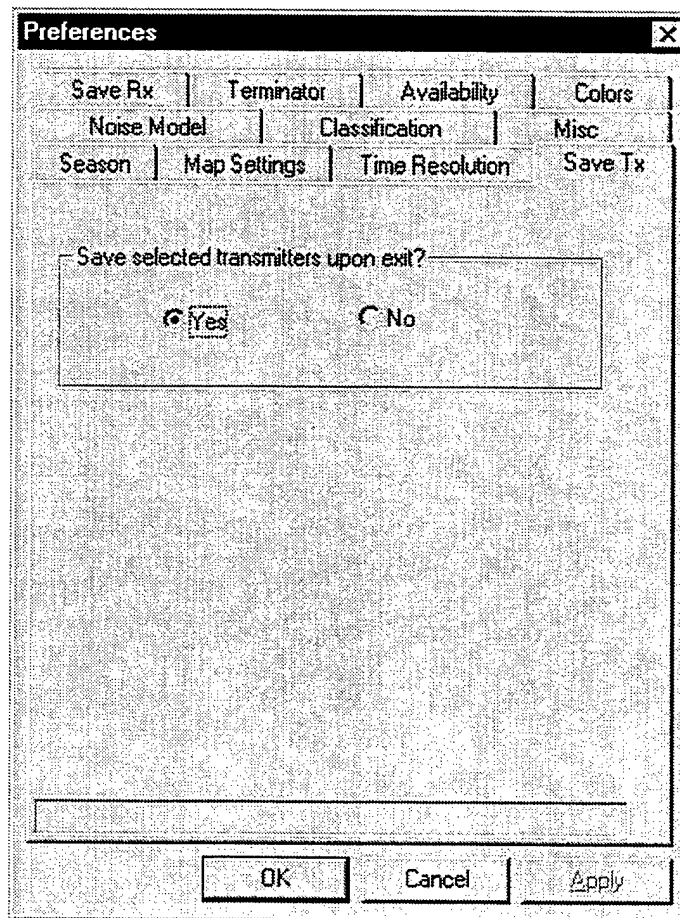 Preferences
Save Rx Terminator Availability Colors
Noise Model Classification Misc
Season Map Settings Time Resolution Save Tx
Save selected transmitters upon exit?
Yes No
OK Cancel Apply